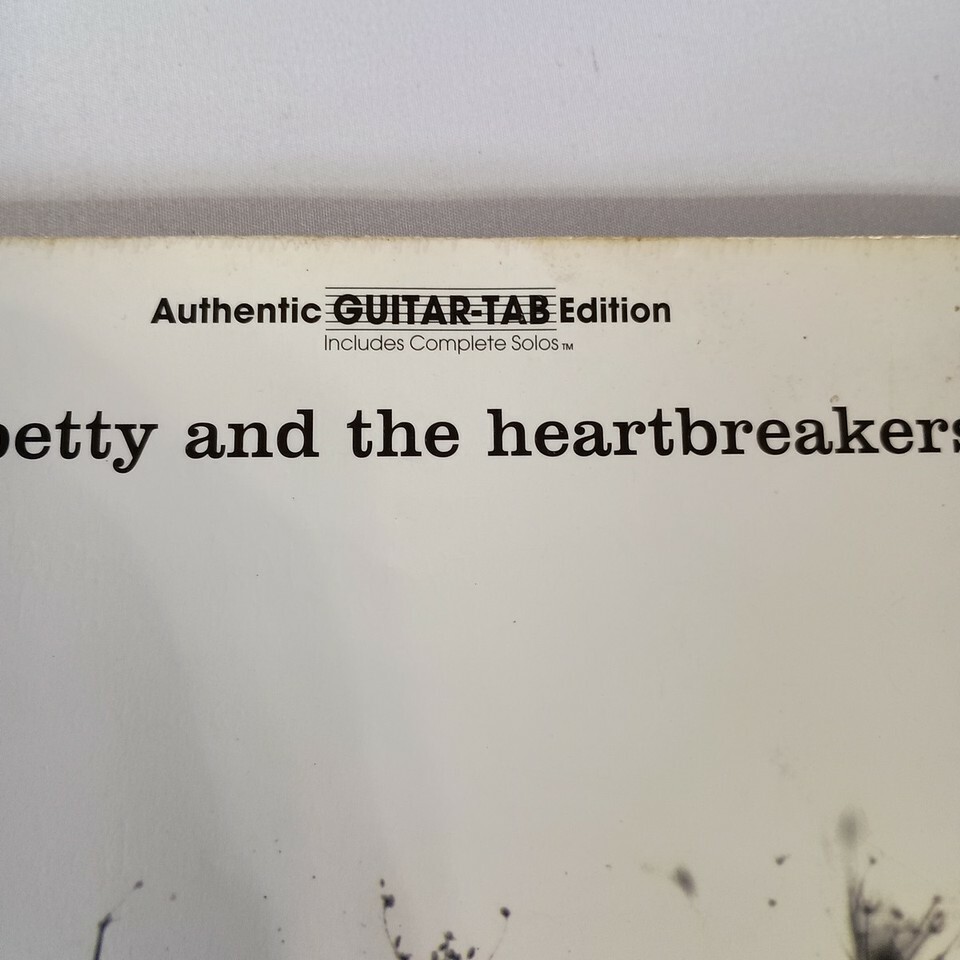 Authentic GUITAR-TAB Edition
Includes Complete Solos™
petty and the heartbreakers